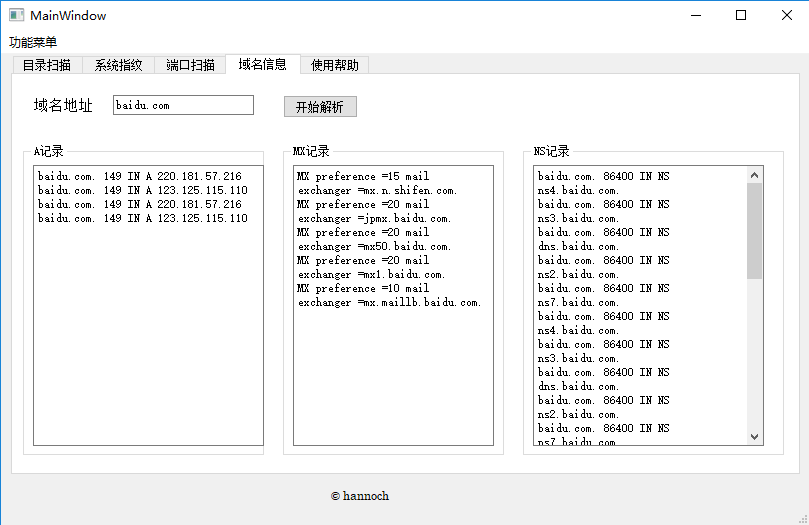 MainWindow
功能菜单
目录扫描 系统指纹 端口扫描 域名信息 使用帮助
域名地址 baidu.com 开始解析
A记录
baidu.com. 149 IN A 220.181.57.216
baidu.com. 149 IN A 123.125.115.110
baidu.com. 149 IN A 220.181.57.216
baidu.com. 149 IN A 123.125.115.110
MX记录
MX preference =15 mail
exchanger =mx.n.shifen.com.
MX preference =20 mail
exchanger =jpmx.baidu.com.
MX preference =20 mail
exchanger =mx50.baidu.com.
MX preference =20 mail
exchanger =mx1.baidu.com.
MX preference =10 mail
exchanger =mx.maillb.baidu.com.
NS记录
baidu.com. 86400 IN NS
ns4.baidu.com.
baidu.com. 86400 IN NS
ns3.baidu.com.
baidu.com. 86400 IN NS
dns.baidu.com.
baidu.com. 86400 IN NS
ns2.baidu.com.
baidu.com. 86400 IN NS
ns7.baidu.com.
baidu.com. 86400 IN NS
ns4.baidu.com.
baidu.com. 86400 IN NS
ns3.baidu.com.
baidu.com. 86400 IN NS
dns.baidu.com.
baidu.com. 86400 IN NS
ns2.baidu.com.
baidu.com. 86400 IN NS
ns7.baidu.com
© hannoch